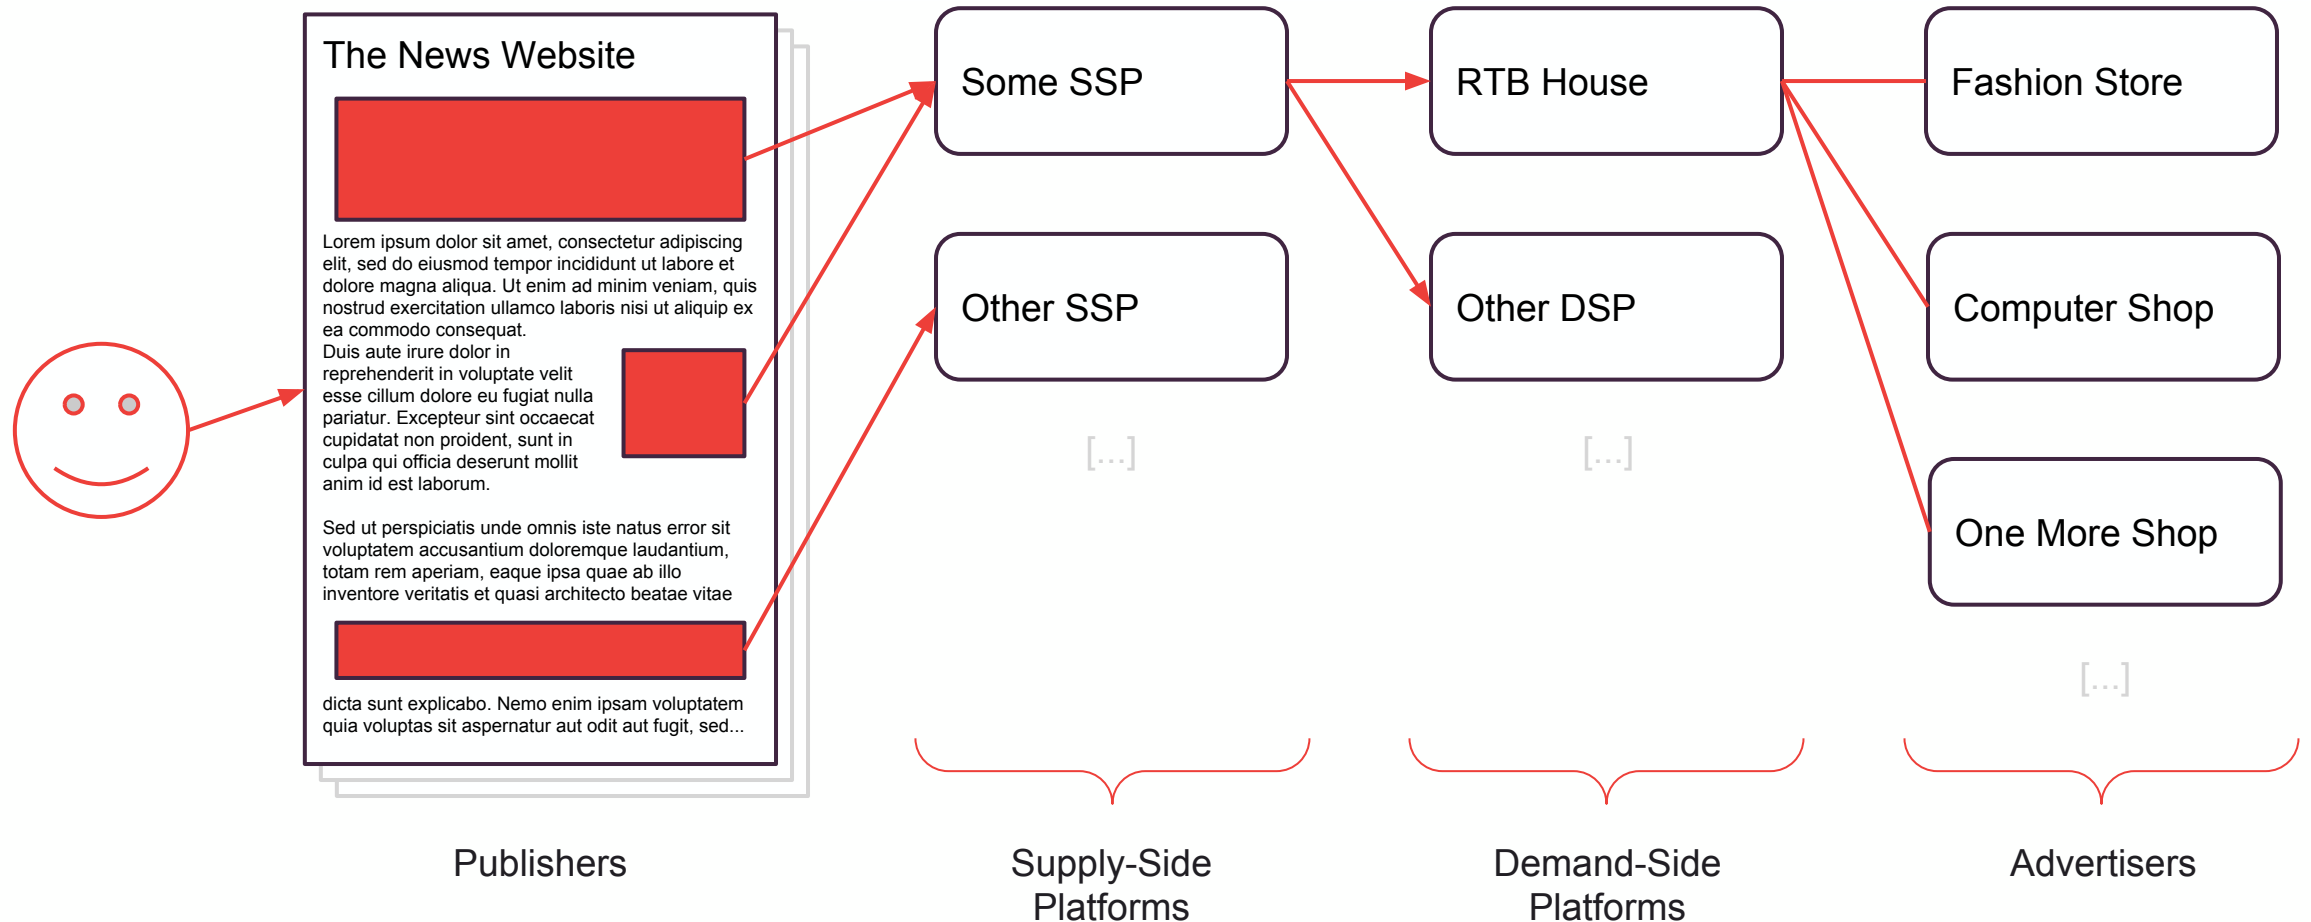 The News Website
Lorem ipsum dolor sit amet, consectetur adipiscing
elit, sed do eiusmod tempor incididunt ut labore et
dolore magna aliqua. Ut enim ad minim veniam, quis
nostrud exercitation ullamco laboris nisi ut aliquip ex
ea commodo consequat.
Duis aute irure dolor in
reprehenderit in voluptate velit
esse cillum dolore eu fugiat nulla
pariatur. Excepteur sint occaecat
cupidatat non proident, sunt in
culpa qui officia deserunt mollit
anim id est laborum.
Sed ut perspiciatis unde omnis iste natus error sit
voluptatem accusantium doloremque laudantium,
totam rem aperiam, eaque ipsa quae ab illo
inventore veritatis et quasi architecto beatae vitae
dicta sunt explicabo. Nemo enim ipsam voluptatem
quia voluptas sit aspernatur aut odit aut fugit, sed...
Publishers
Some SSP
Other SSP
[...]
Supply-Side
Platforms
RTB House
Other DSP
[...]
Demand-Side
Platforms
Fashion Store
Computer Shop
One More Shop
[...]
Advertisers